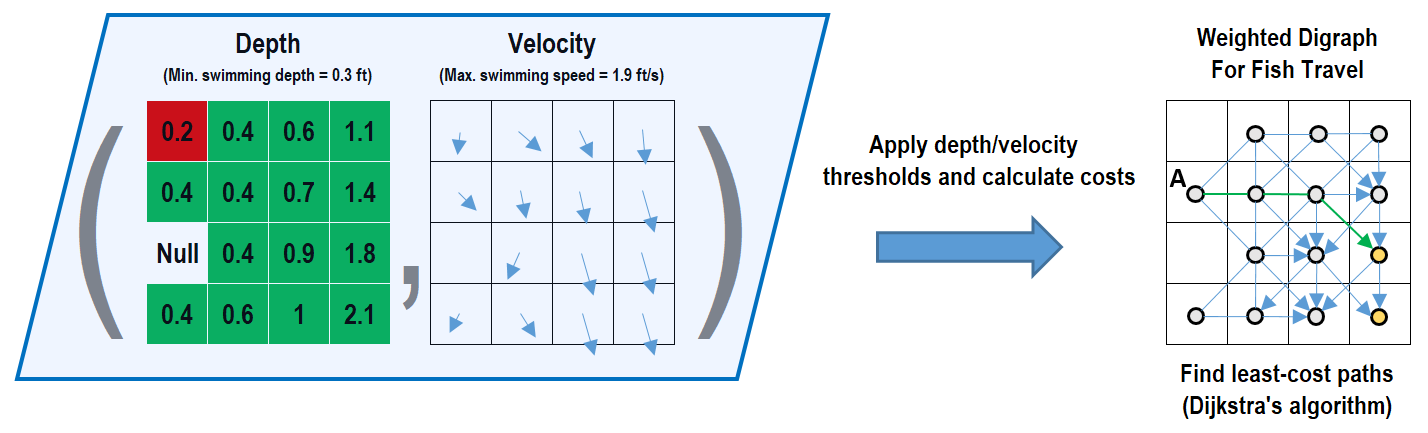 Depth
(Min. swimming depth = 0.3 ft)
0.2 0.4 0.6 1.1
0.4 0.4 0.7 1.4
Null 0.4 0.9 1.8
0.4 0.6 1 2.1
,
Velocity
(Max. swimming speed = 1.9 ft/s)
Apply depth/velocity
thresholds and calculate costs
Weighted Digraph
For Fish Travel
A
Find least-cost paths
(Dijkstra's algorithm)